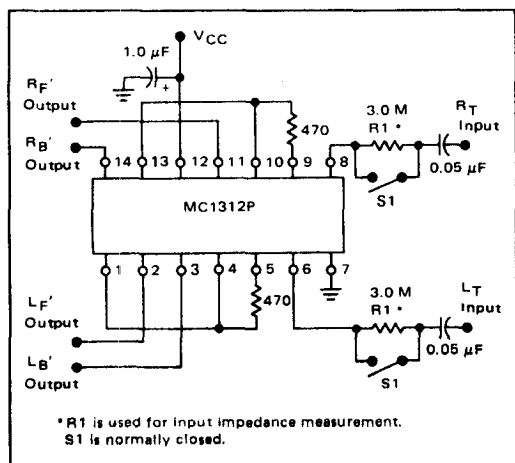 VCC
1.0 µF
+
RF'
Output
RB'
Output
470
3.0 M
R1 *
RT
Input
0.05 µF
S1
14 13 12 11 10 9 8
MC1312P
1 2 3 4 5 6 7
470
LF'
Output
LB'
Output
3.0 M
R1 *
LT
Input
0.05 µF
S1
* R1 is used for input impedance measurement.
S1 is normally closed.